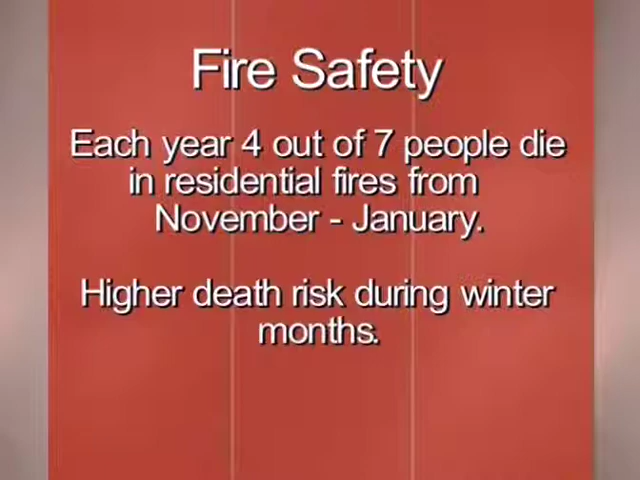 Fire Safety
Each year 4 out of 7 people die
in residential fires from
November - January.
Higher death risk during winter
months.